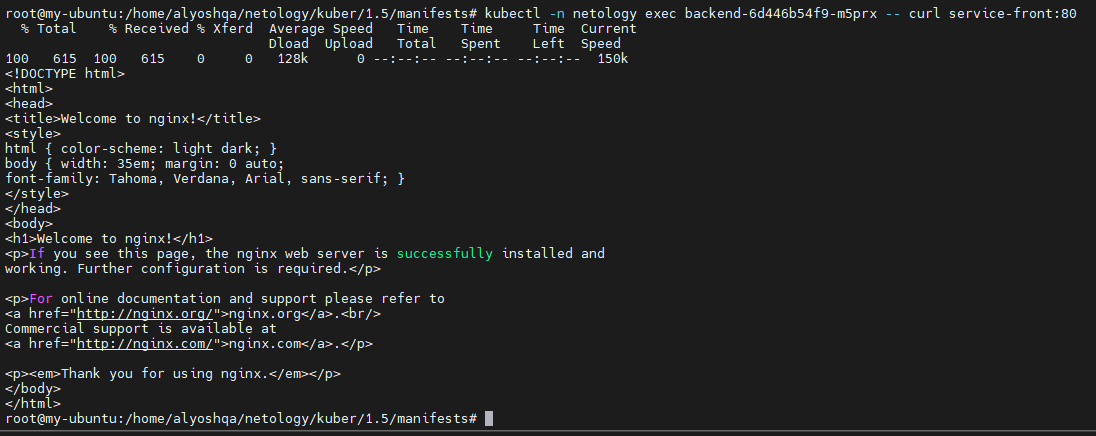 root@my-ubuntu:/home/alyoshqa/netology/kuber/1.5/manifests# kubectl -n netology exec backend-6d446b54f9-m5prx -- curl service-front:80
  % Total    % Received % Xferd  Average Speed   Time    Time     Time  Current
                                 Dload  Upload   Total   Spent    Left  Speed
100   615  100   615    0     0   128k      0 --:--:-- --:--:-- --:--:--  150k
<!DOCTYPE html>
<html>
<head>
<title>Welcome to nginx!</title>
<style>
html { color-scheme: light dark; }
body { width: 35em; margin: 0 auto;
font-family: Tahoma, Verdana, Arial, sans-serif; }
</style>
</head>
<body>
<h1>Welcome to nginx!</h1>
<p>If you see this page, the nginx web server is successfully installed and
working. Further configuration is required.</p>

<p>For online documentation and support please refer to
<a href="http://nginx.org/">nginx.org</a>.<br/>
Commercial support is available at
<a href="http://nginx.com/">nginx.com</a>.</p>

<p><em>Thank you for using nginx.</em></p>
</body>
</html>
root@my-ubuntu:/home/alyoshqa/netology/kuber/1.5/manifests#